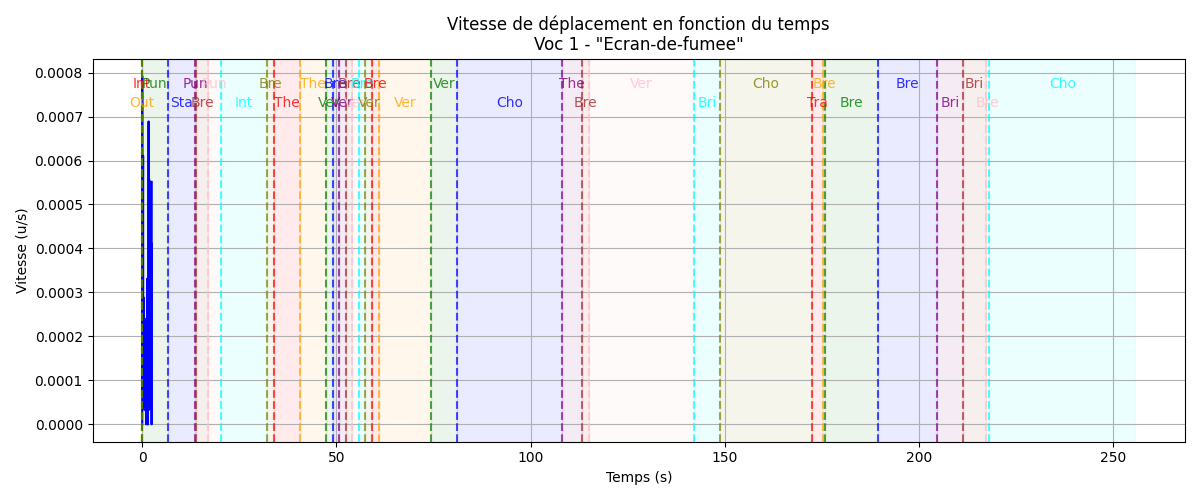 Vitesse de déplacement en fonction du temps
Voc 1 - "Ecran-de-fumee"
Vitesse (u/s)
0.0008
0.0007
0.0006
0.0005
0.0004
0.0003
0.0002
0.0001
0.0000
Pun Pun Bre The Bre Ver The Ver Cho Bre Bre Bri Cho
Out Sta Bre Int The Ver Ver Cho Bre Bri Tra Bre Bri Bre
0 50 100 150 200 250
Temps (s)